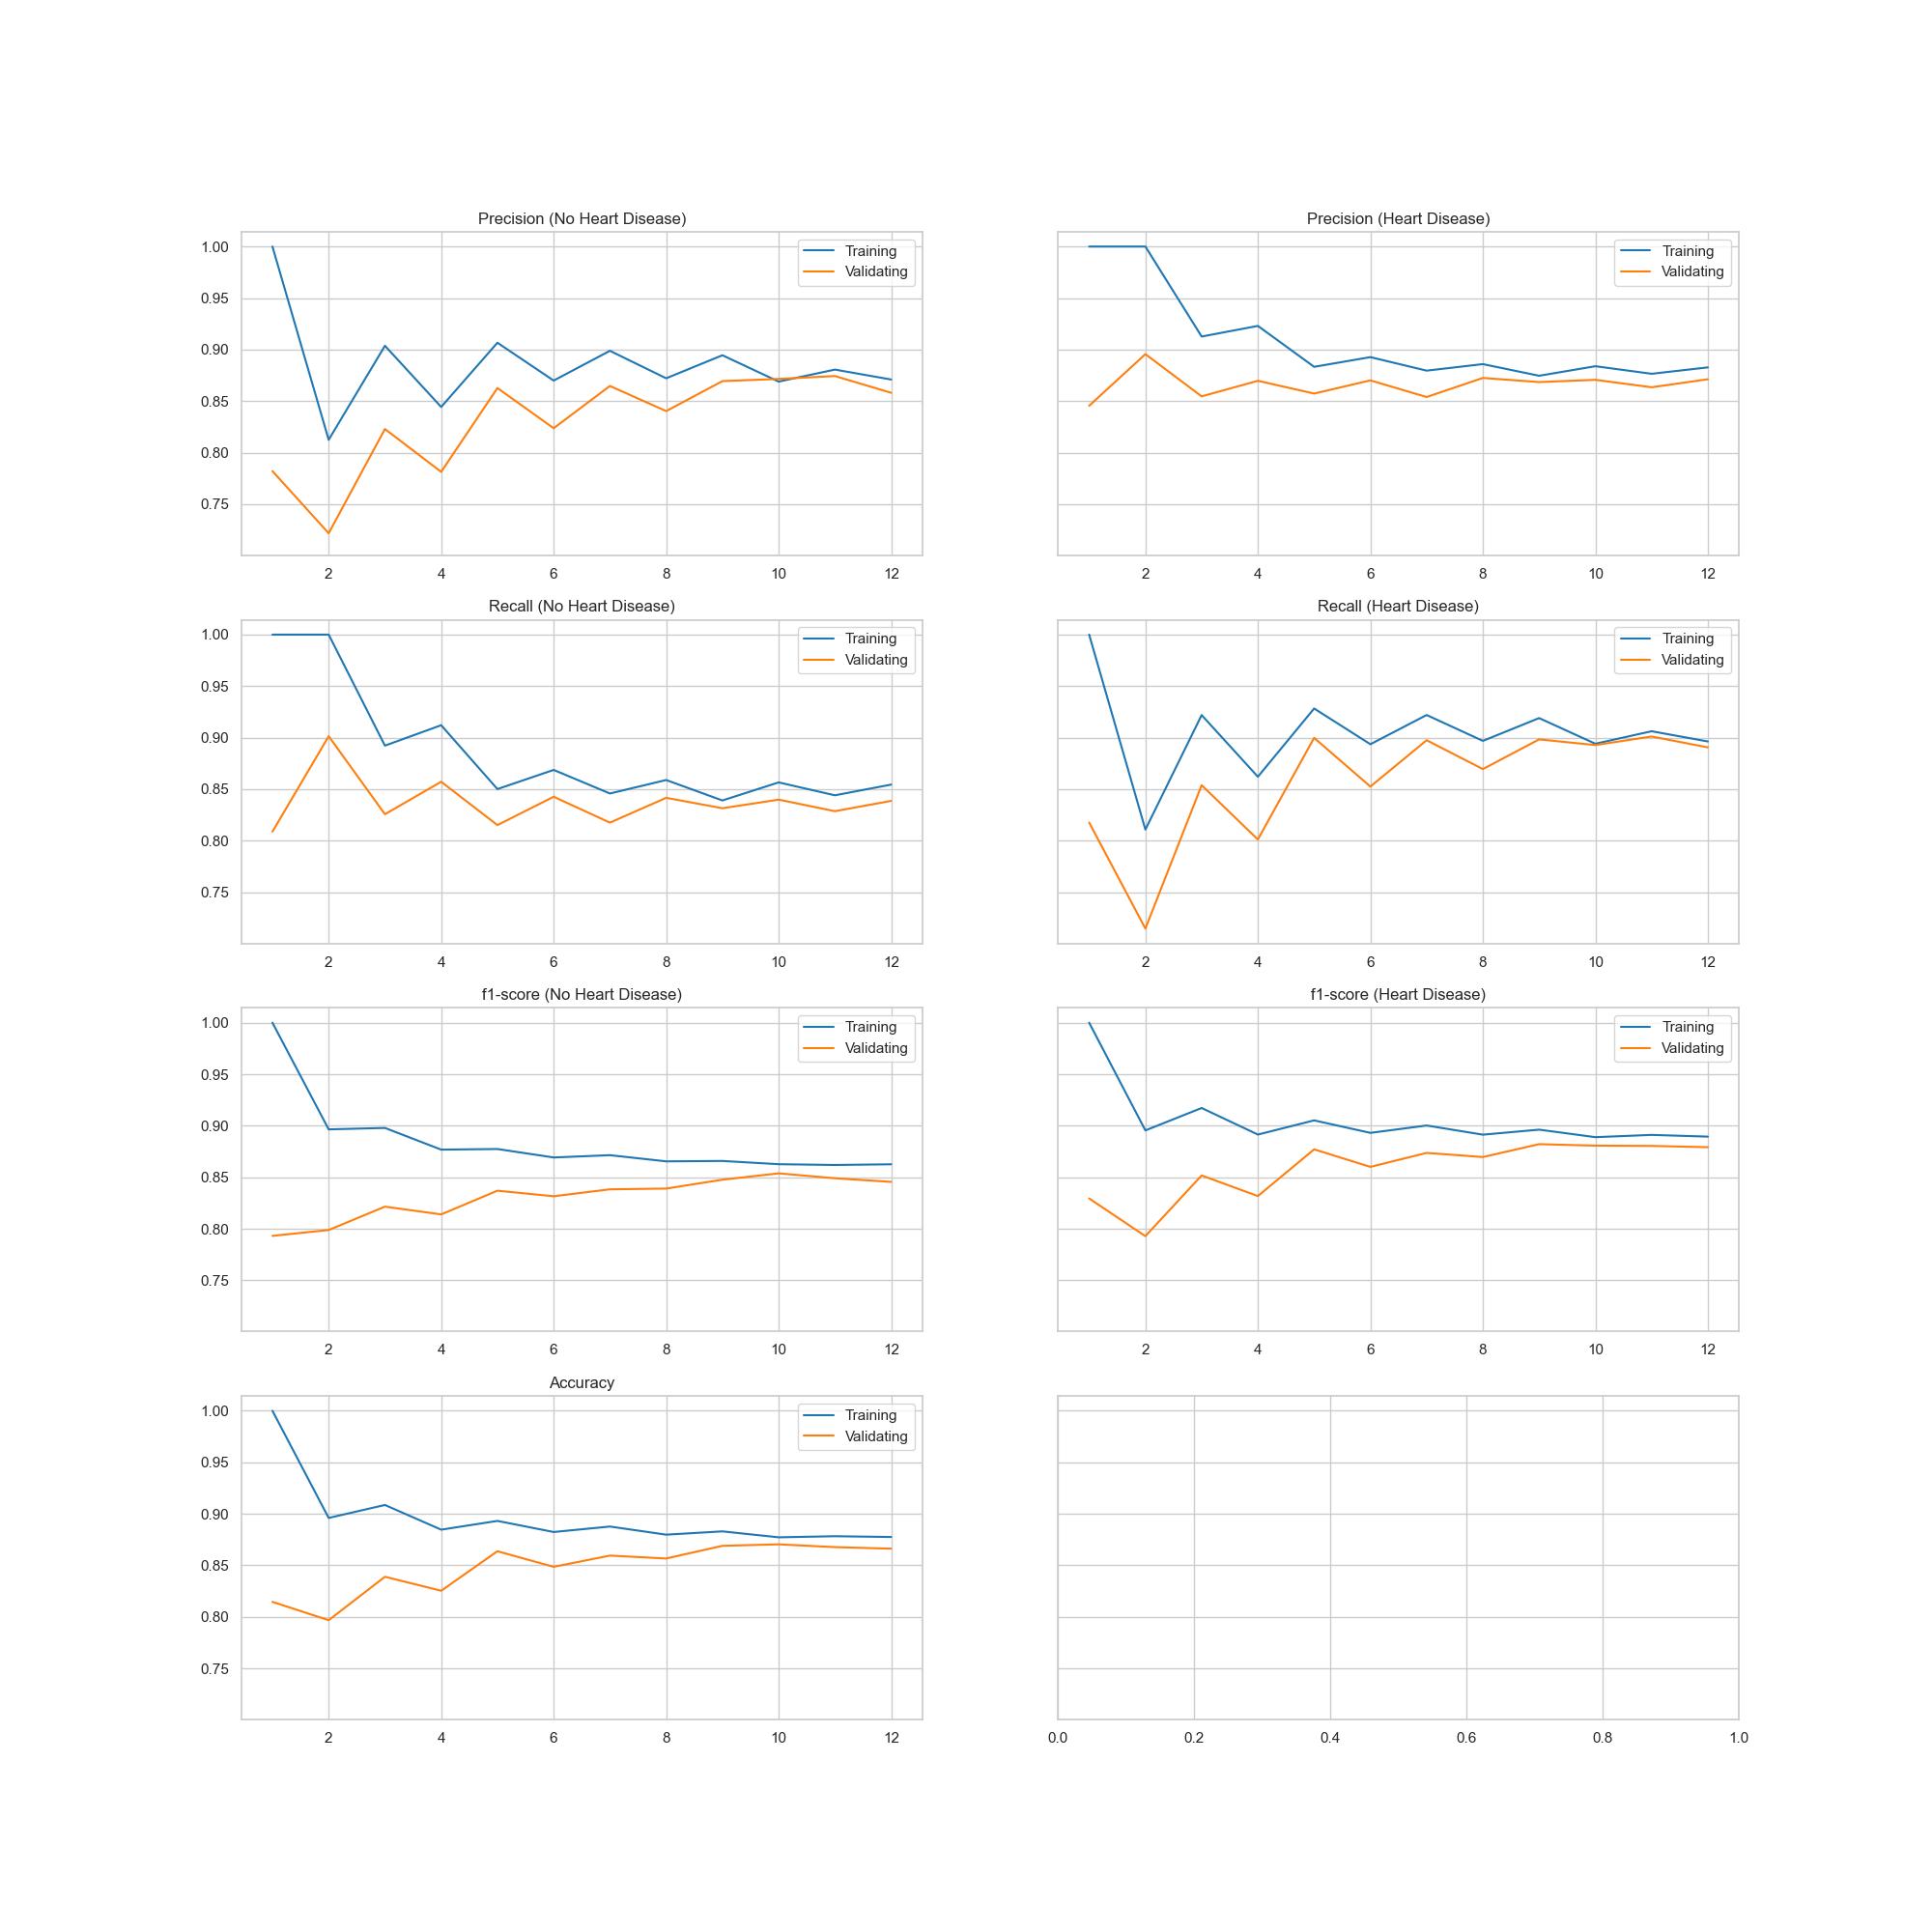 Precision (No Heart Disease)
1.00
0.95
0.90
0.85
0.80
0.75
Training
Validating
2 4 6 8 10 12
Precision (Heart Disease)
Training
Validating
2 4 6 8 10 12
Recall (No Heart Disease)
1.00
0.95
0.90
0.85
0.80
0.75
Training
Validating
2 4 6 8 10 12
Recall (Heart Disease)
Training
Validating
2 4 6 8 10 12
f1-score (No Heart Disease)
1.00
0.95
0.90
0.85
0.80
0.75
Training
Validating
2 4 6 8 10 12
f1-score (Heart Disease)
Training
Validating
2 4 6 8 10 12
Accuracy
1.00
0.95
0.90
0.85
0.80
0.75
Training
Validating
2 4 6 8 10 12
0.0 0.2 0.4 0.6 0.8 1.0